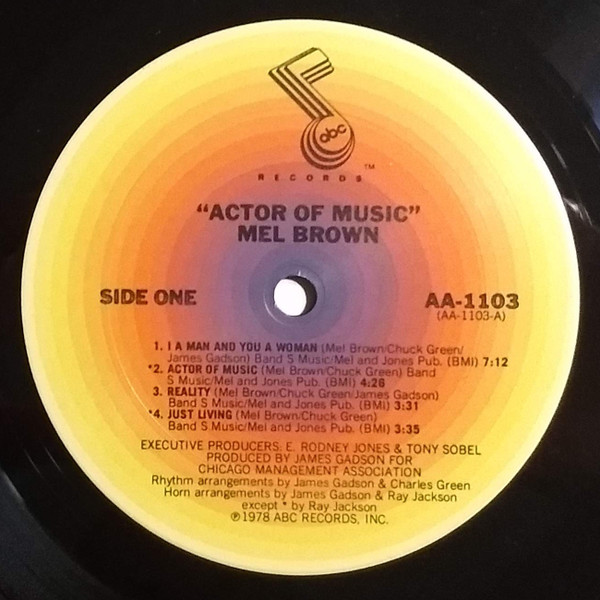 abc
TM
RECORDS
"ACTOR OF MUSIC"
MEL BROWN
SIDE ONE
AA-1103
(AA-1103-A)
1. I A MAN AND YOU A WOMAN (Mel Brown/Chuck Green/
James Gadson) Band S Music/Mel and Jones Pub. (BMI) 7:12
*2. ACTOR OF MUSIC (Mel Brown/Chuck Green) Band
S Music/Mel and Jones Pub. (BMI) 4:26
3. REALITY (Mel Brown/Chuck Green/James Gadson)
Band S Music/Mel and Jones Pub. (BMI) 3:31
*4. JUST LIVING (Mel Brown/Chuck Green)
Band S Music/Mel and Jones Pub. (BMI) 3:35
EXECUTIVE PRODUCERS: E. RODNEY JONES & TONY SOBEL
PRODUCED BY JAMES GADSON FOR
CHICAGO MANAGEMENT ASSOCIATION
Rhythm arrangements by James Gadson & Charles Green
Horn arrangements by James Gadson & Ray Jackson
except * by Ray Jackson
℗1978 ABC RECORDS, INC.